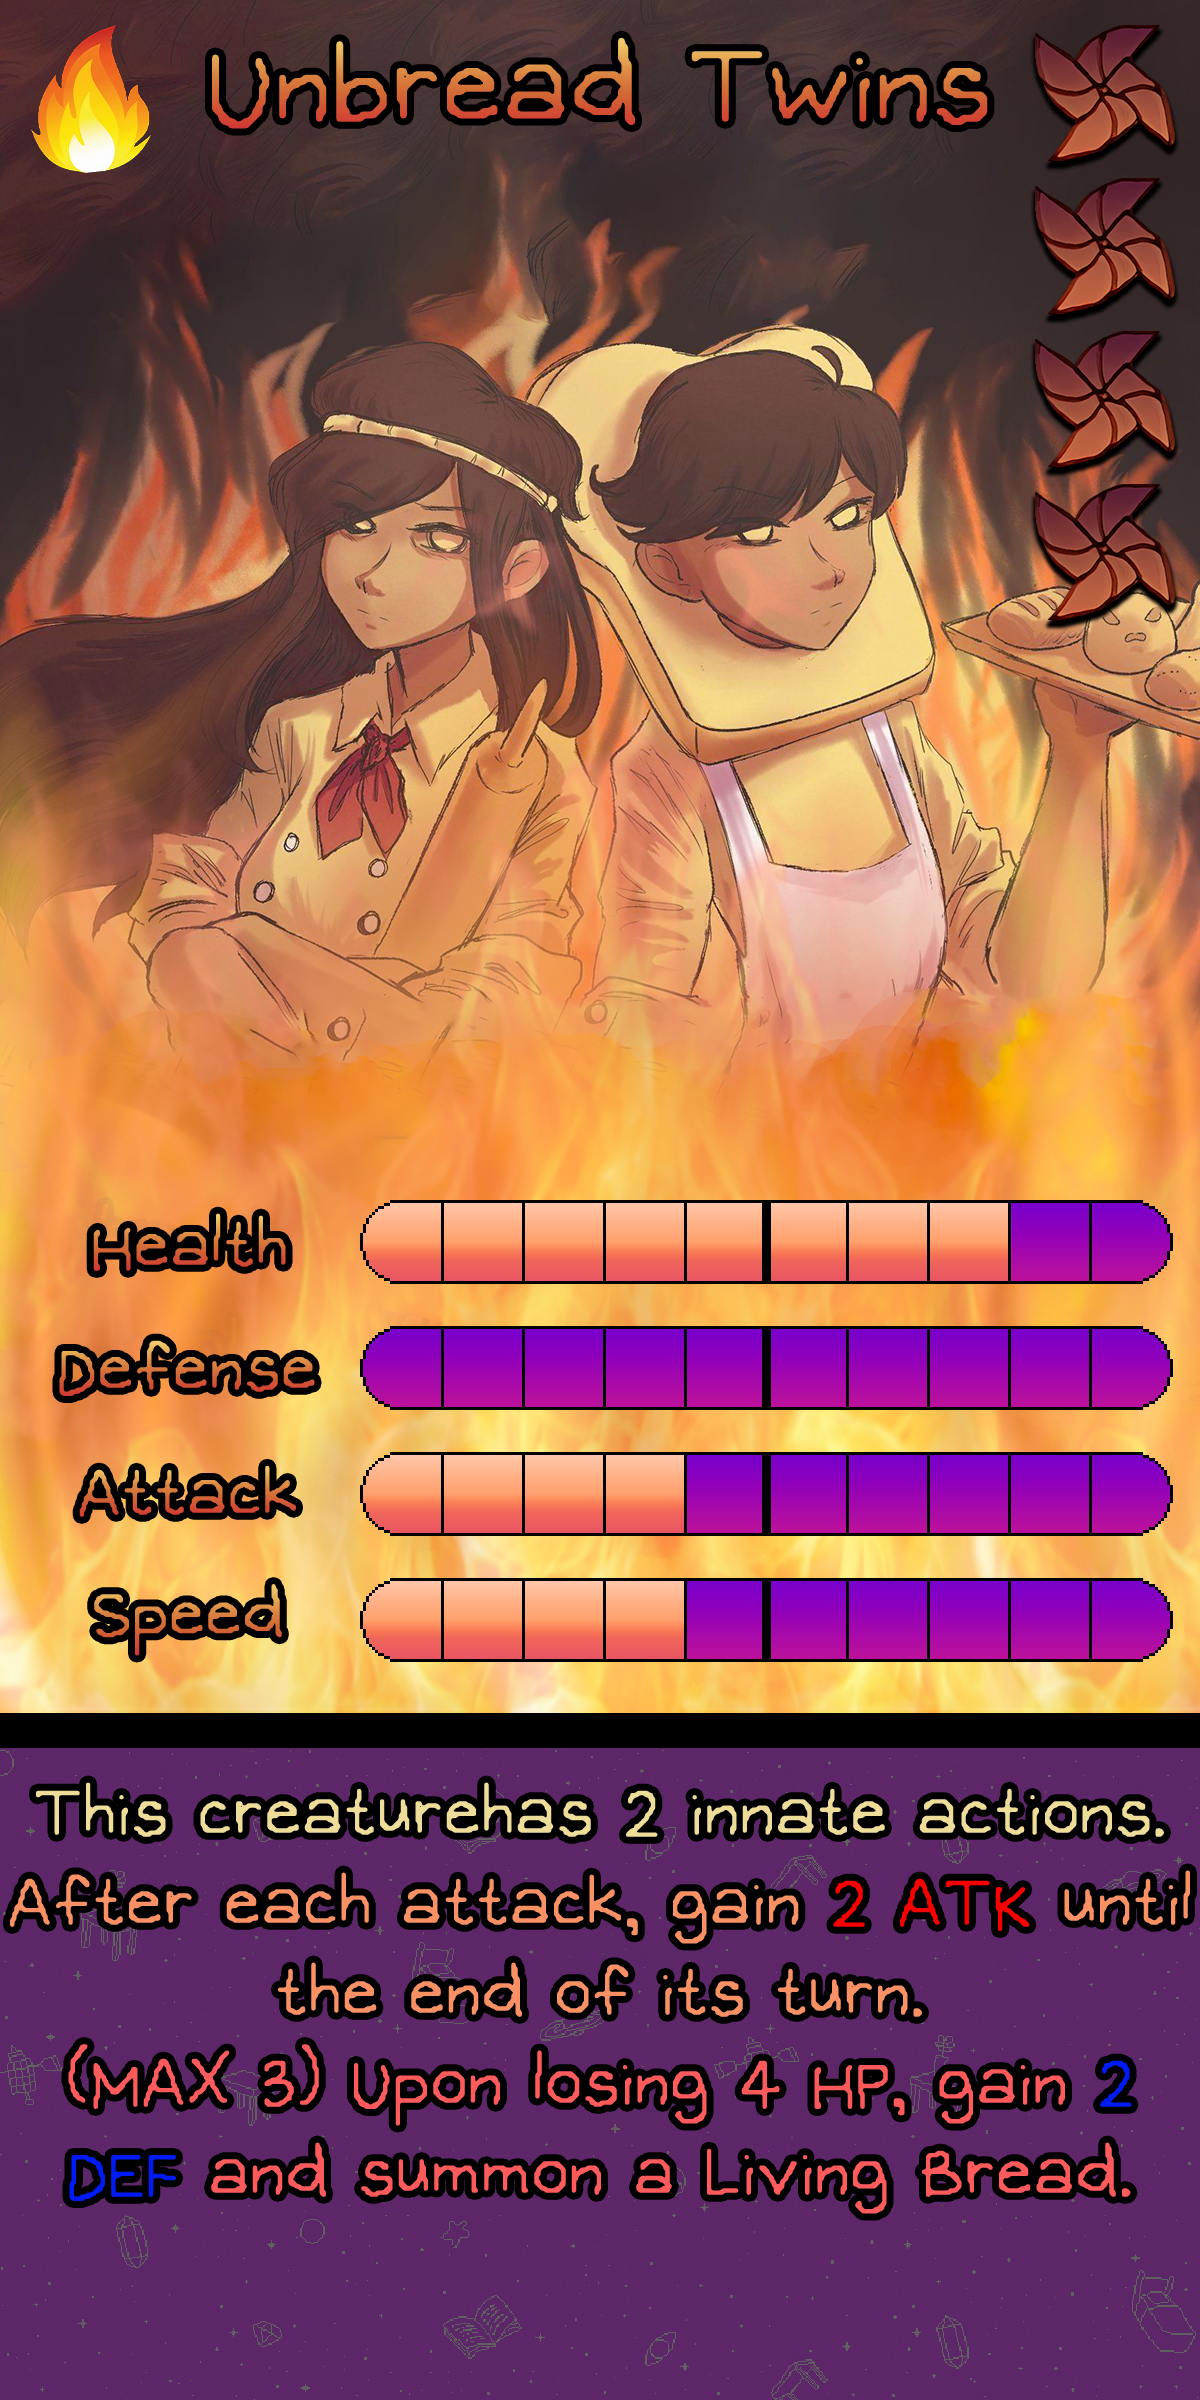 Unbread Twins
Health
Defense
Attack
Speed
This creaturehas 2 innate actions.
After each attack, gain 2 ATK until
the end of its turn.
(MAX 3) Upon losing 4 HP, gain 2
DEF and summon a Living Bread.